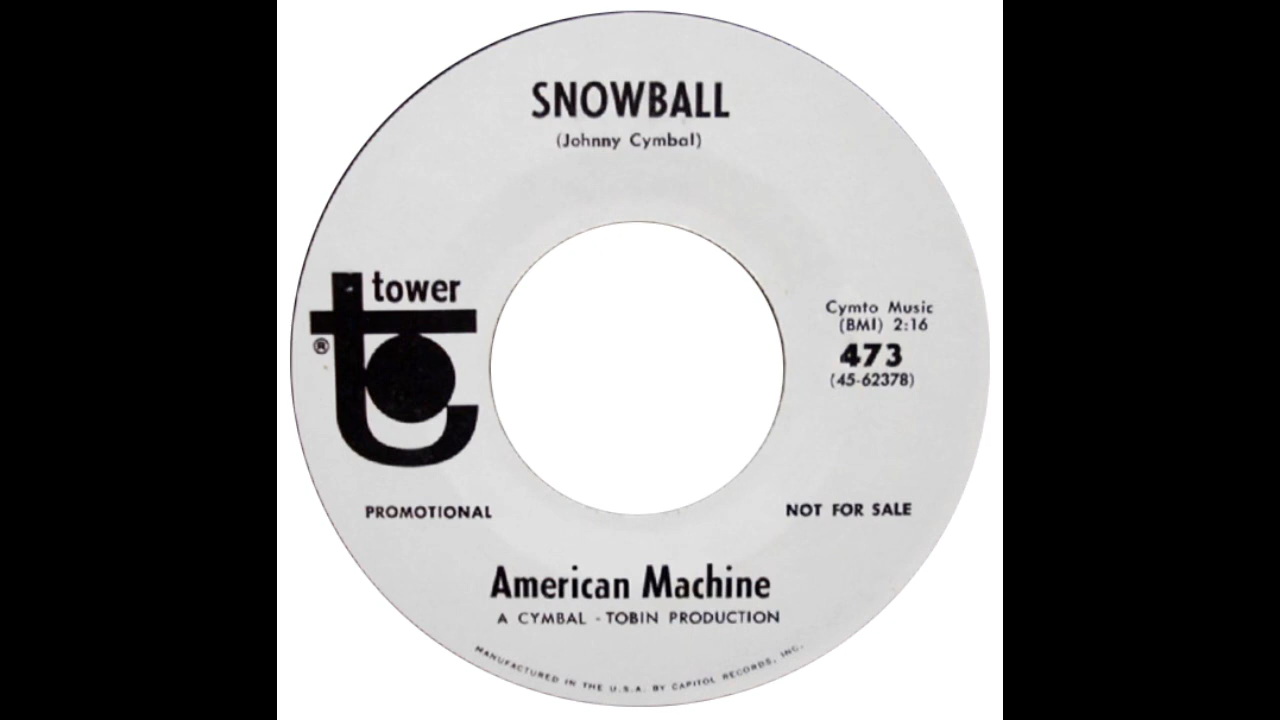 SNOWBALL
(Johnny Cymbal)
tower
®
Cymto Music
(BMI) 2:16
473
(45-62378)
PROMOTIONAL
NOT FOR SALE
American Machine
A CYMBAL - TOBIN PRODUCTION
MANUFACTURED IN THE U.S.A. BY CAPITOL RECORDS, INC.